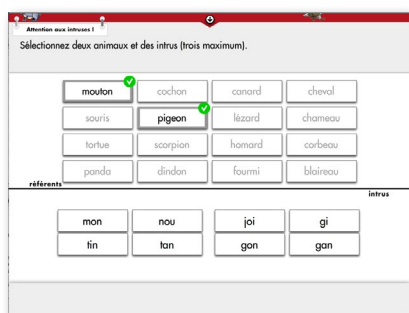 Attention aux intruses !
Sélectionnez deux animaux et des intrus (trois maximum).
mouton cochon canard cheval
souris pigeon lézard chameau
tortue scorpion homard corbeau
panda dindon fourmi blaireau
référents
intrus
mon nou joi gi
tin tan gon gan